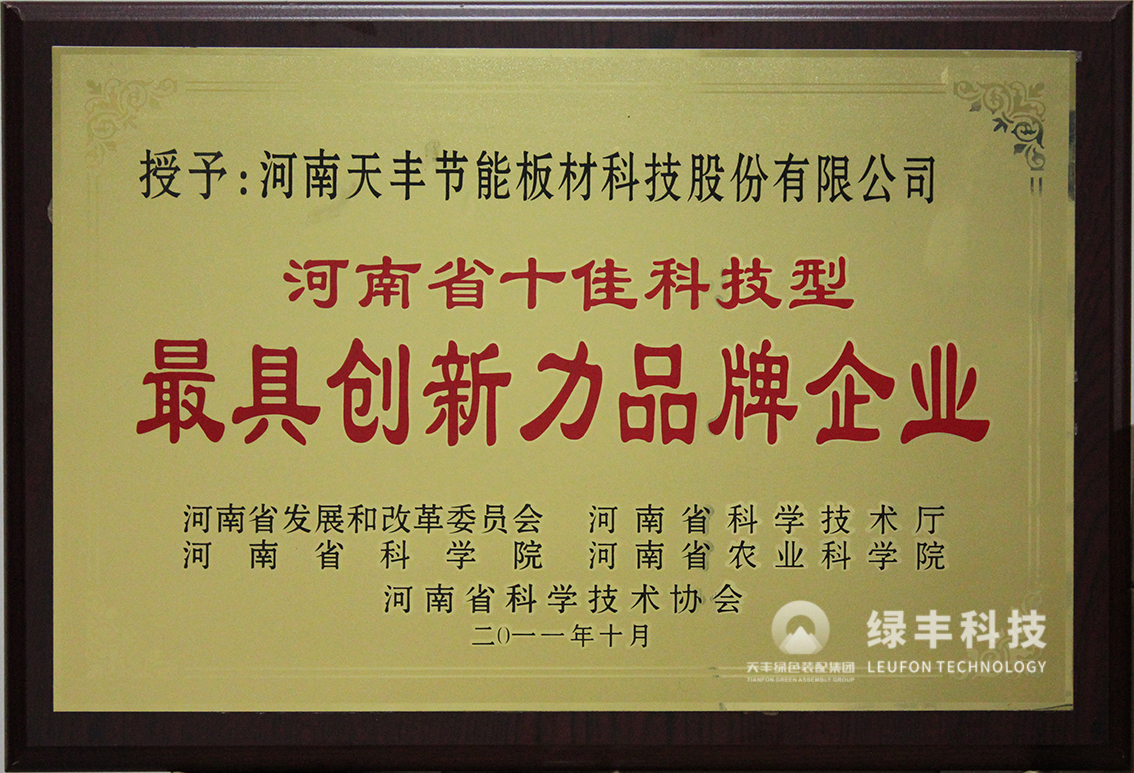 授予:河南天丰节能板材科技股份有限公司
河南省十佳科技型
最具创新力品牌企业
河南省发展和改革委员会 河南省科学技术厅
河南省科学院 河南省农业科学院
河南省科学技术协会
二〇一一年十月
天丰绿色装配集团
TIANFON GREEN ASSEMBLY GROUP
绿丰科技
LEUFON TECHNOLOGY